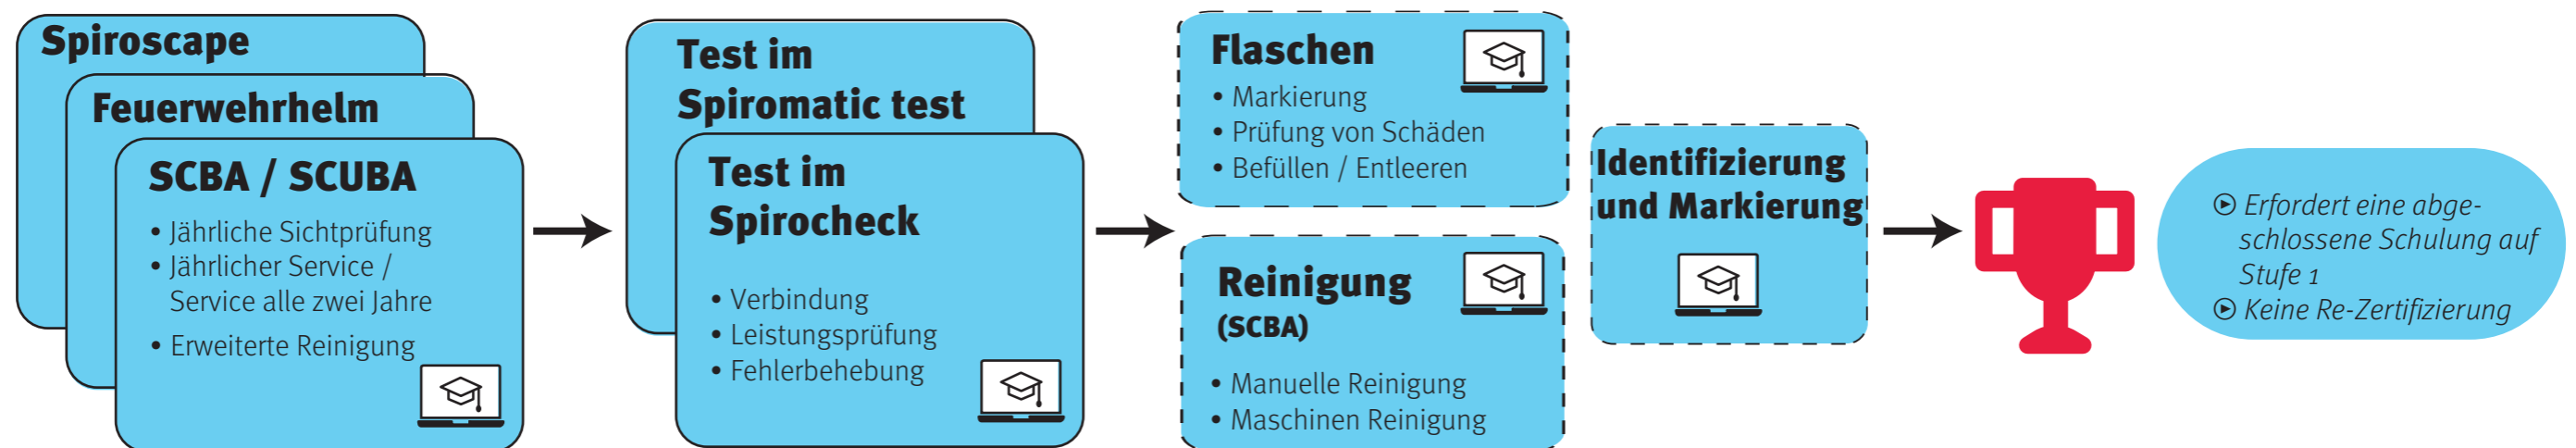 Spiroscape
Feuerwehrhelm
SCBA / SCUBA
• Jährliche Sichtprüfung
• Jährlicher Service /
Service alle zwei Jahre
• Erweiterte Reinigung
Test im
Spiromatic test
Test im
Spirocheck
• Verbindung
• Leistungsprüfung
• Fehlerbehebung
Flaschen
• Markierung
• Prüfung von Schäden
• Befüllen / Entleeren
Reinigung
(SCBA)
• Manuelle Reinigung
• Maschinen Reinigung
Identifizierung
und Markierung
Erfordert eine abge-
schlossene Schulung auf
Stufe 1
Keine Re-Zertifizierung